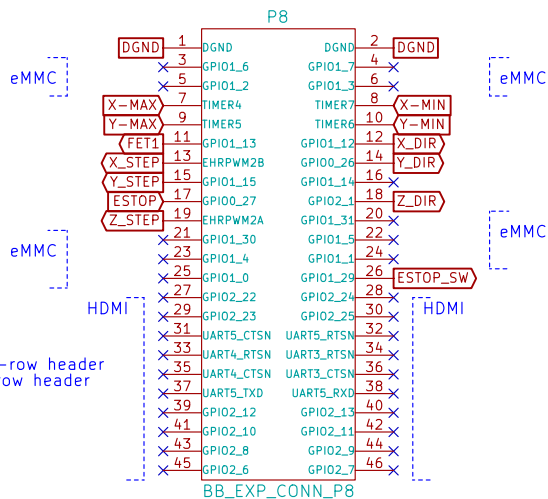 P8
DGND 1 DGND DGND 2 DGND
3 GPIO1_6 GPIO1_7 4
eMMC eMMC
5 GPIO1_2 GPIO1_3 6
X-MAX 7 TIMER4 TIMER7 8 X-MIN
Y-MAX 9 TIMER5 TIMER6 10 Y-MIN
FET1 11 GPIO1_13 GPIO1_12 12 X_DIR
X_STEP 13 EHRPWM2B GPIO0_26 14 Y_DIR
Y_STEP 15 GPIO1_15 GPIO1_14 16
ESTOP 17 GPIO0_27 GPIO2_1 18 Z_DIR
Z_STEP 19 EHRPWM2A GPIO1_31 20
eMMC
21 GPIO1_30 GPIO1_5 22
eMMC
23 GPIO1_4 GPIO1_1 24
25 GPIO1_0 GPIO1_29 26 ESTOP_SW
27 GPIO2_22 GPIO2_24 28
HDMI HDMI
29 GPIO2_23 GPIO2_25 30
31 UART5_CTSN UART5_RTSN 32
33 UART4_RTSN UART3_RTSN 34
-row header
35 UART4_CTSN UART3_CTSN 36
ow header
37 UART5_TXD UART5_RXD 38
39 GPIO2_12 GPIO2_13 40
41 GPIO2_10 GPIO2_11 42
43 GPIO2_8 GPIO2_9 44
45 GPIO2_6 GPIO2_7 46
BB_EXP_CONN_P8